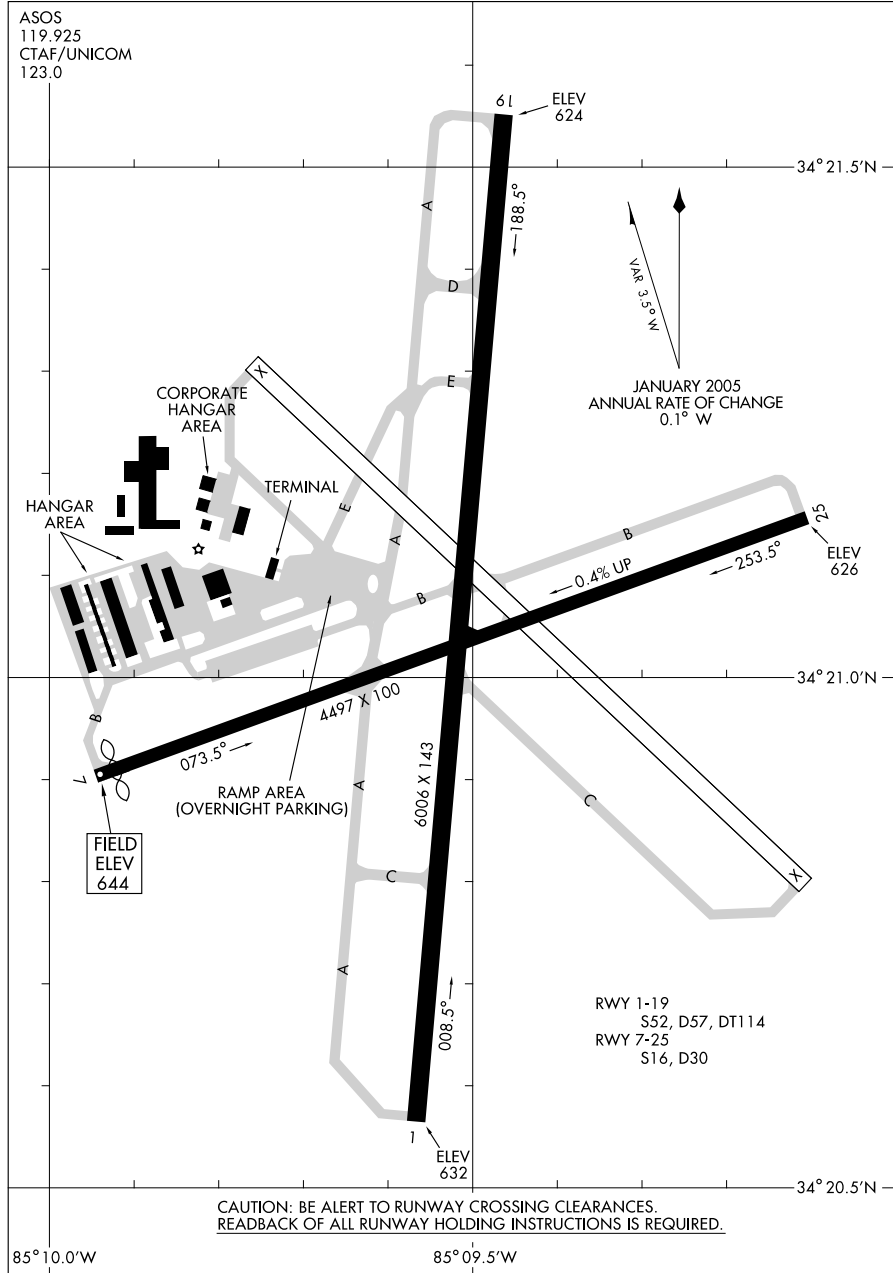 ASOS
119.925
CTAF/UNICOM
123.0
19
ELEV
624
34°21.5'N
A
188.5°
D
VAR 3.5° W
JANUARY 2005
ANNUAL RATE OF CHANGE
0.1° W
X
E
CORPORATE
HANGAR
AREA
TERMINAL
HANGAR
AREA
E
A
B
25
ELEV
626
0.4% UP
253.5°
B
34°21.0'N
4497 X 100
B
073.5°
7
RAMP AREA
(OVERNIGHT PARKING)
A
6006 X 143
C
FIELD
ELEV
644
C
X
A
008.5°
RWY 1-19
S52, D57, DT114
RWY 7-25
S16, D30
1
ELEV
632
34°20.5'N
CAUTION: BE ALERT TO RUNWAY CROSSING CLEARANCES.
READBACK OF ALL RUNWAY HOLDING INSTRUCTIONS IS REQUIRED.
85°10.0'W
85°09.5'W